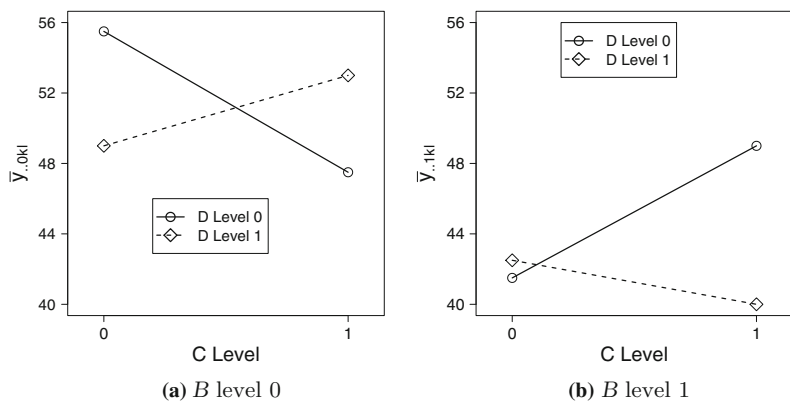 56
52
48
44
40
ȳ..0kl
D Level 0
D Level 1
0
1
C Level
(a) B level 0
56
52
48
44
40
ȳ..1kl
D Level 0
D Level 1
0
1
C Level
(b) B level 1